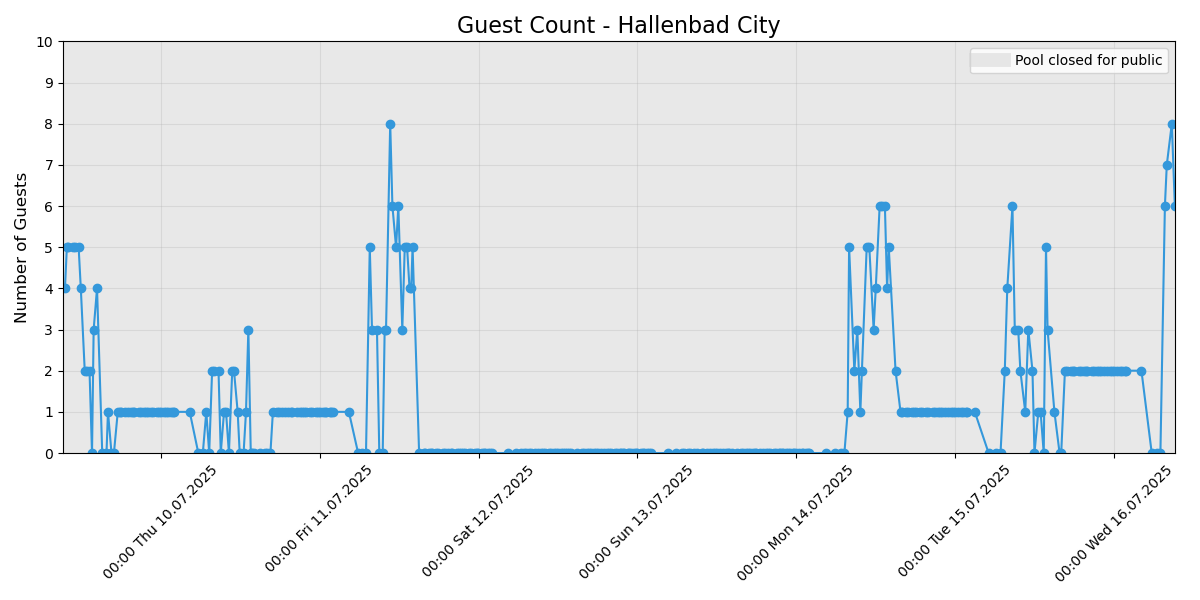 Guest Count - Hallenbad City
Pool closed for public
Number of Guests
10
9
8
7
6
5
4
3
2
1
0
00:00 Thu 10.07.2025
00:00 Fri 11.07.2025
00:00 Sat 12.07.2025
00:00 Sun 13.07.2025
00:00 Mon 14.07.2025
00:00 Tue 15.07.2025
00:00 Wed 16.07.2025